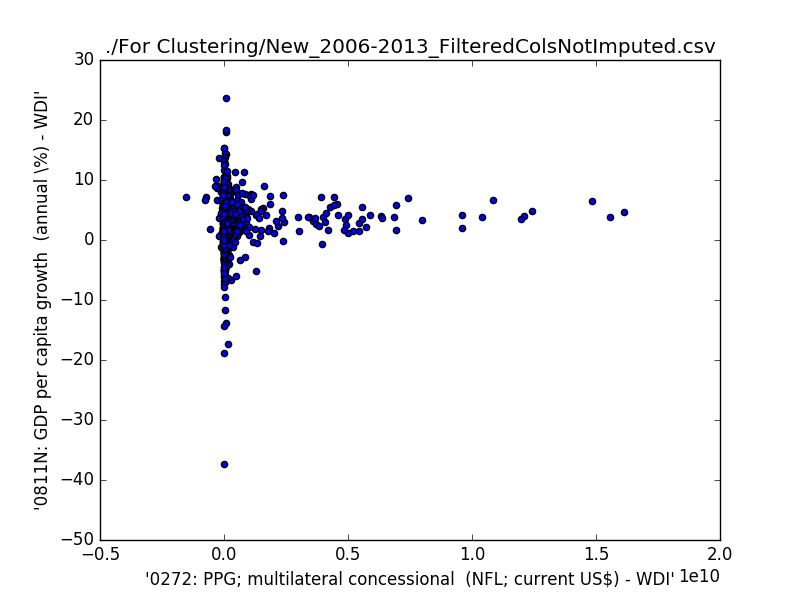 ./For Clustering/New_2006-2013_FilteredColsNotImputed.csv
30
20
10
0
−10
−20
−30
−40
−50
'0811N: GDP per capita growth  (annual \%) - WDI'
−0.5 0.0 0.5 1.0 1.5 2.0
1e10
'0272: PPG; multilateral concessional  (NFL; current US$) - WDI'